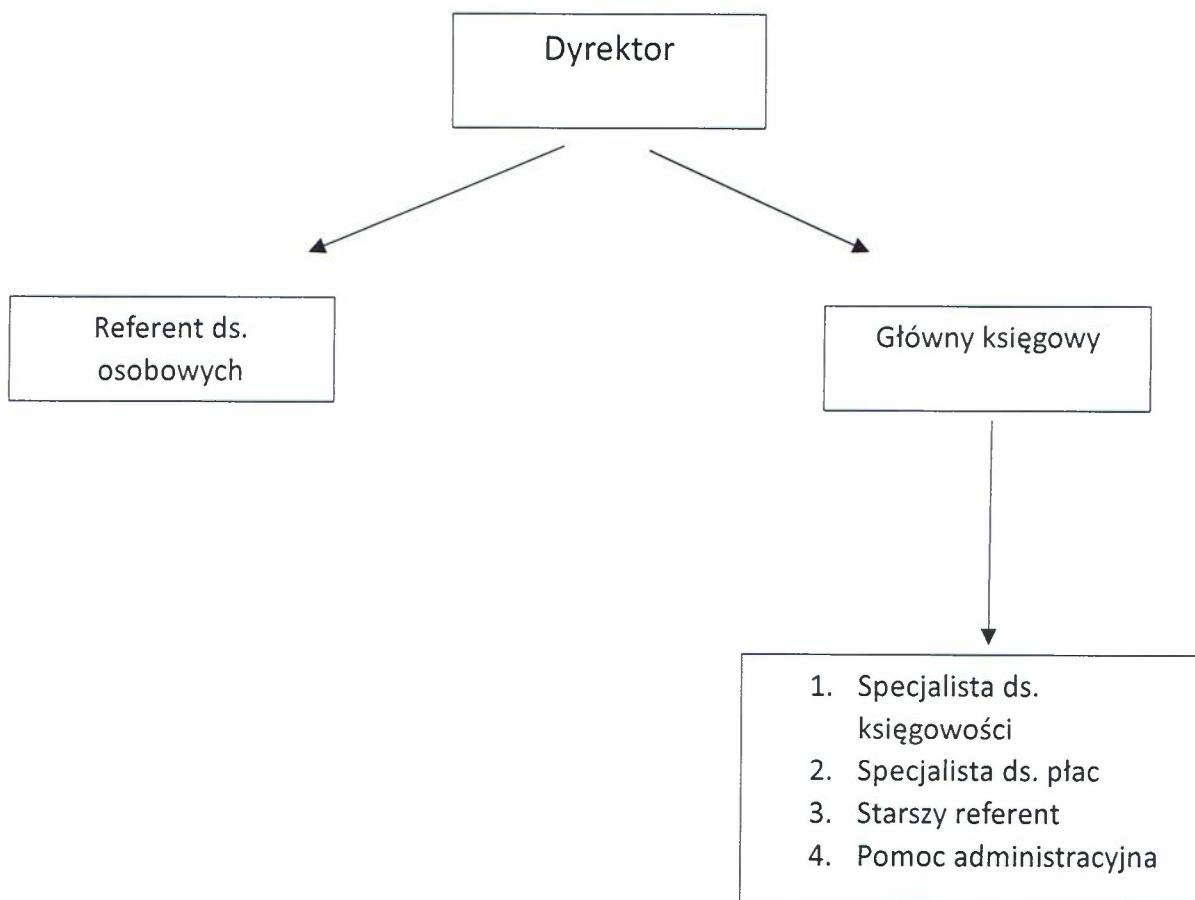 Dyrektor
Referent ds.
osobowych
Główny księgowy
1. Specjalista ds.
księgowości
2. Specjalista ds. płac
3. Starszy referent
4. Pomoc administracyjna